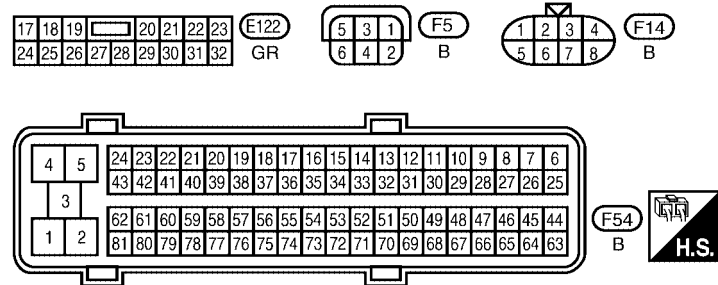 17 18 19 20 21 22 23 E122
24 25 26 27 28 29 30 31 32 GR
5 3 1 F5
6 4 2 B
1 2 3 4 F14
5 6 7 8 B
4 5 24 23 22 21 20 19 18 17 16 15 14 13 12 11 10 9 8 7 6
43 42 41 40 39 38 37 36 35 34 33 32 31 30 29 28 27 26 25
3
1 2 62 61 60 59 58 57 56 55 54 53 52 51 50 49 48 47 46 45 44 F54
81 80 79 78 77 76 75 74 73 72 71 70 69 68 67 66 65 64 63 B
H.S.